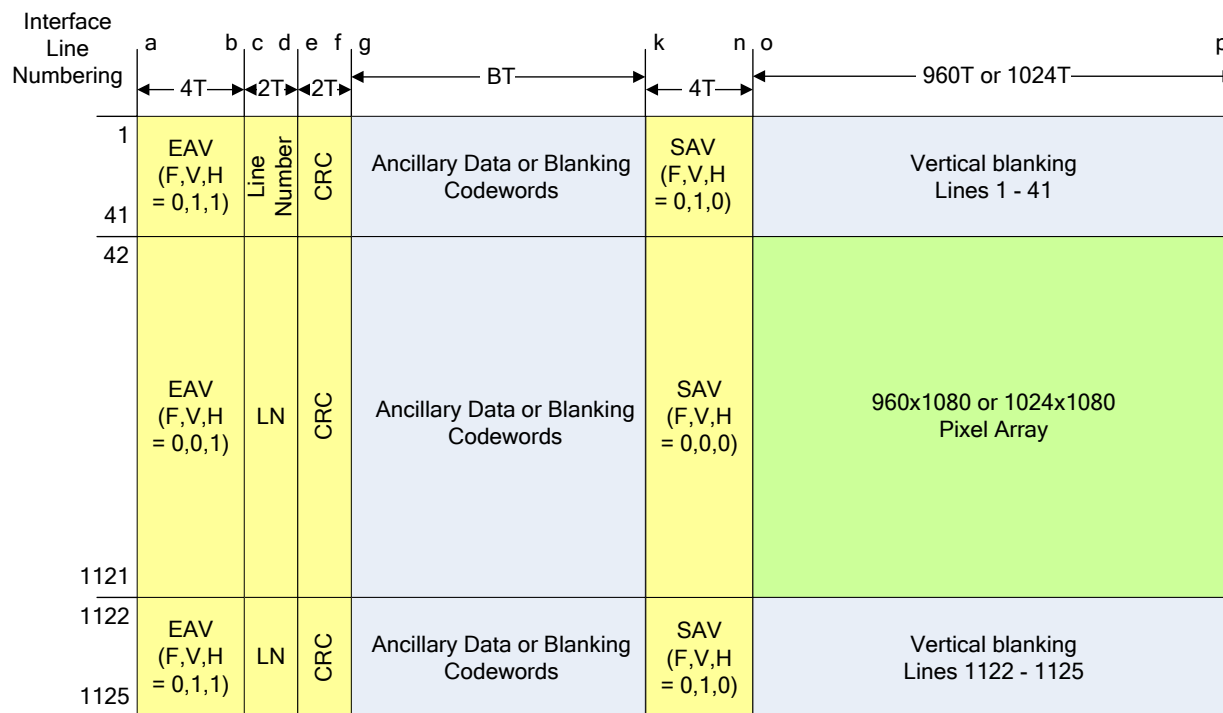 Interface
Line
Numbering
a b c d e f g k n o p
4T 2T 2T BT 4T 960T or 1024T
1
41
EAV
(F,V,H
= 0,1,1)
Line
Number
CRC
Ancillary Data or Blanking
Codewords
SAV
(F,V,H
= 0,1,0)
Vertical blanking
Lines 1 - 41
42
1121
EAV
(F,V,H
= 0,0,1)
LN
CRC
Ancillary Data or Blanking
Codewords
SAV
(F,V,H
= 0,0,0)
960x1080 or 1024x1080
Pixel Array
1122
1125
EAV
(F,V,H
= 0,1,1)
LN
CRC
Ancillary Data or Blanking
Codewords
SAV
(F,V,H
= 0,1,0)
Vertical blanking
Lines 1122 - 1125